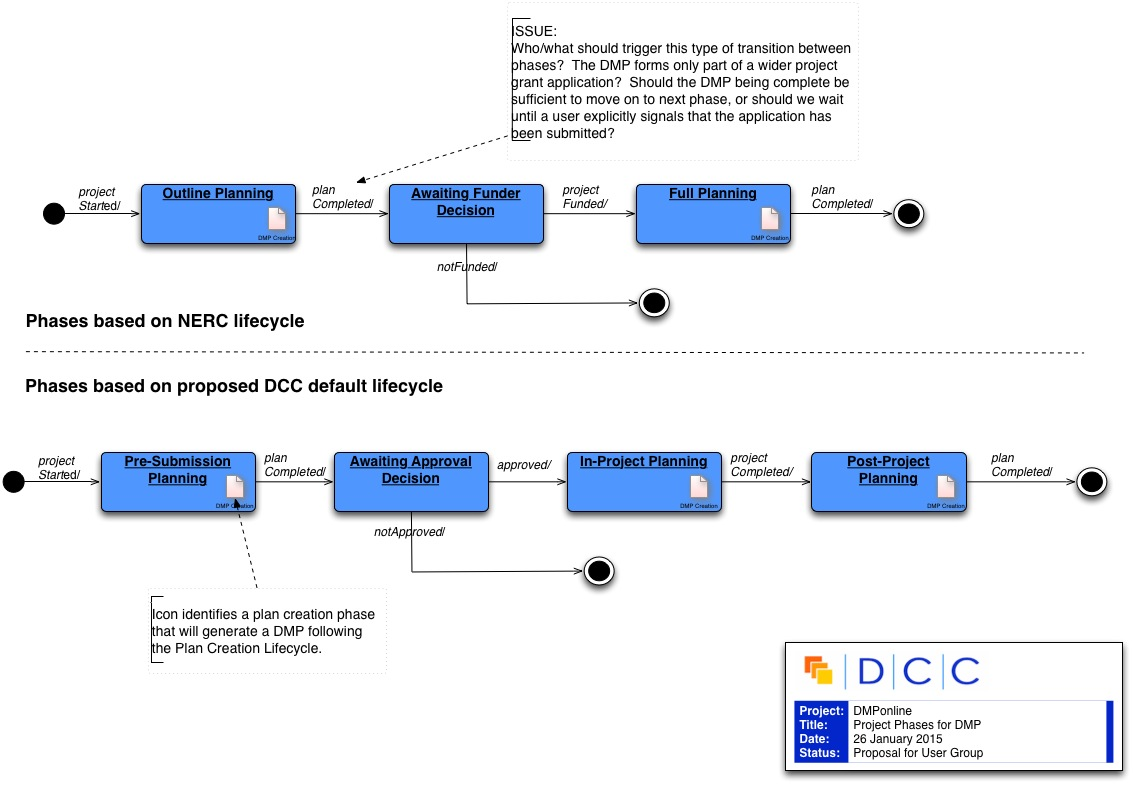 ISSUE:
Who/what should trigger this type of transition between
phases?  The DMP forms only part of a wider project
grant application?  Should the DMP being complete be
sufficient to move on to next phase, or should we wait
until a user explicitly signals that the application has
been submitted?
project
Started/
Outline Planning
DMP Creation
plan
Completed/
Awaiting Funder
Decision
project
Funded/
Full Planning
DMP Creation
plan
Completed/
notFunded/
Phases based on NERC lifecycle
Phases based on proposed DCC default lifecycle
project
Started/
Pre-Submission
Planning
DMP Creation
plan
Completed/
Awaiting Approval
Decision
approved/
In-Project Planning
DMP Creation
project
Completed/
Post-Project
Planning
DMP Creation
plan
Completed/
notApproved/
Icon identifies a plan creation phase
that will generate a DMP following
the Plan Creation Lifecycle.
DCC
Project: DMPonline
Title: Project Phases for DMP
Date: 26 January 2015
Status: Proposal for User Group